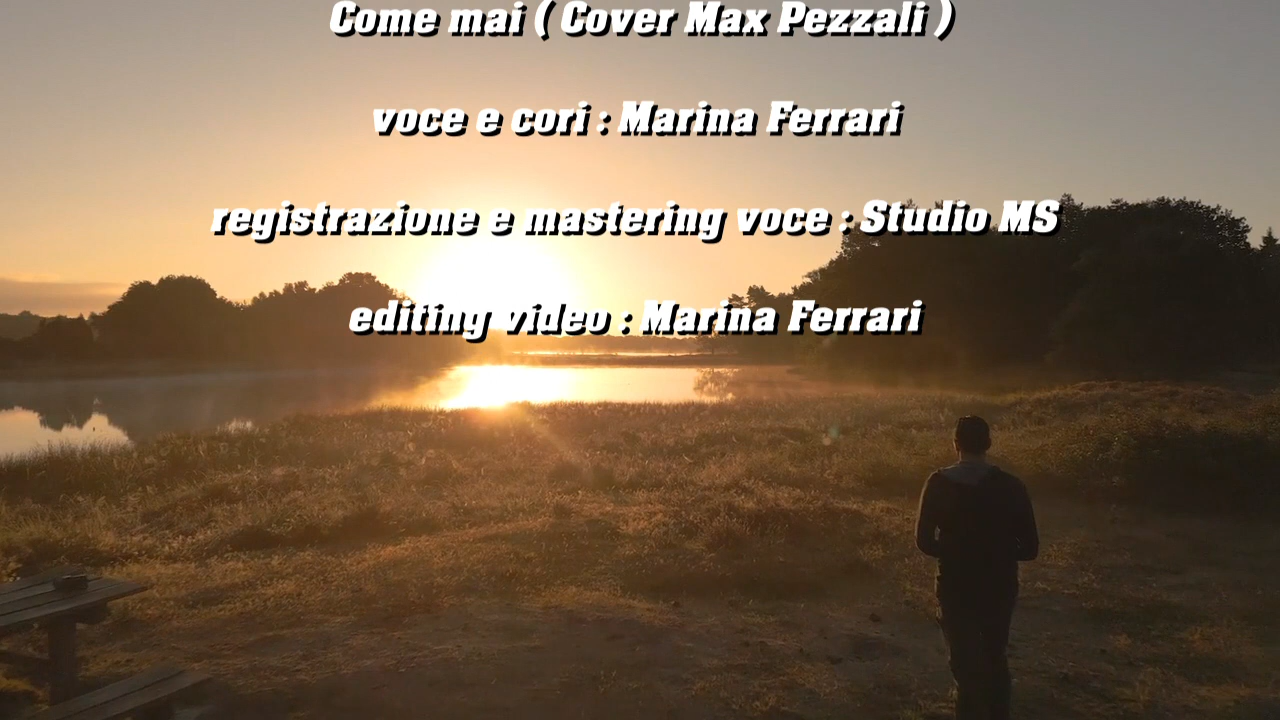 Come mai ( Cover Max Pezzali )
voce e cori : Marina Ferrari
registrazione e mastering voce : Studio MS
editing video : Marina Ferrari